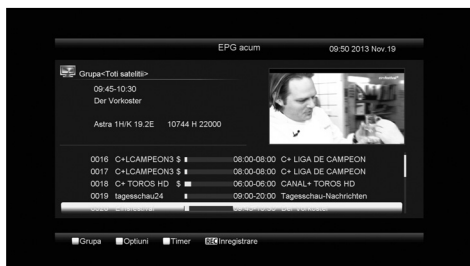 EPG acum 09:50 2013 Nov.19
Grupa<Toti satelitii>
09:45-10:30
Der Vorkoster
Astra 1H/K 19.2E 10744 H 22000
0016 C+LCAMPEON3 $ 08:00-08:00 C+ LIGA DE CAMPEON
0017 C+LCAMPEON3 $ 08:00-08:00 C+ LIGA DE CAMPEON
0018 C+ TOROS HD $ 06:00-06:00 CANAL+ TOROS HD
0019 tagesschau24 09:00-20:00 Tagesschau-Nachrichten
Grupa Optiuni Timer REC Inregistrare